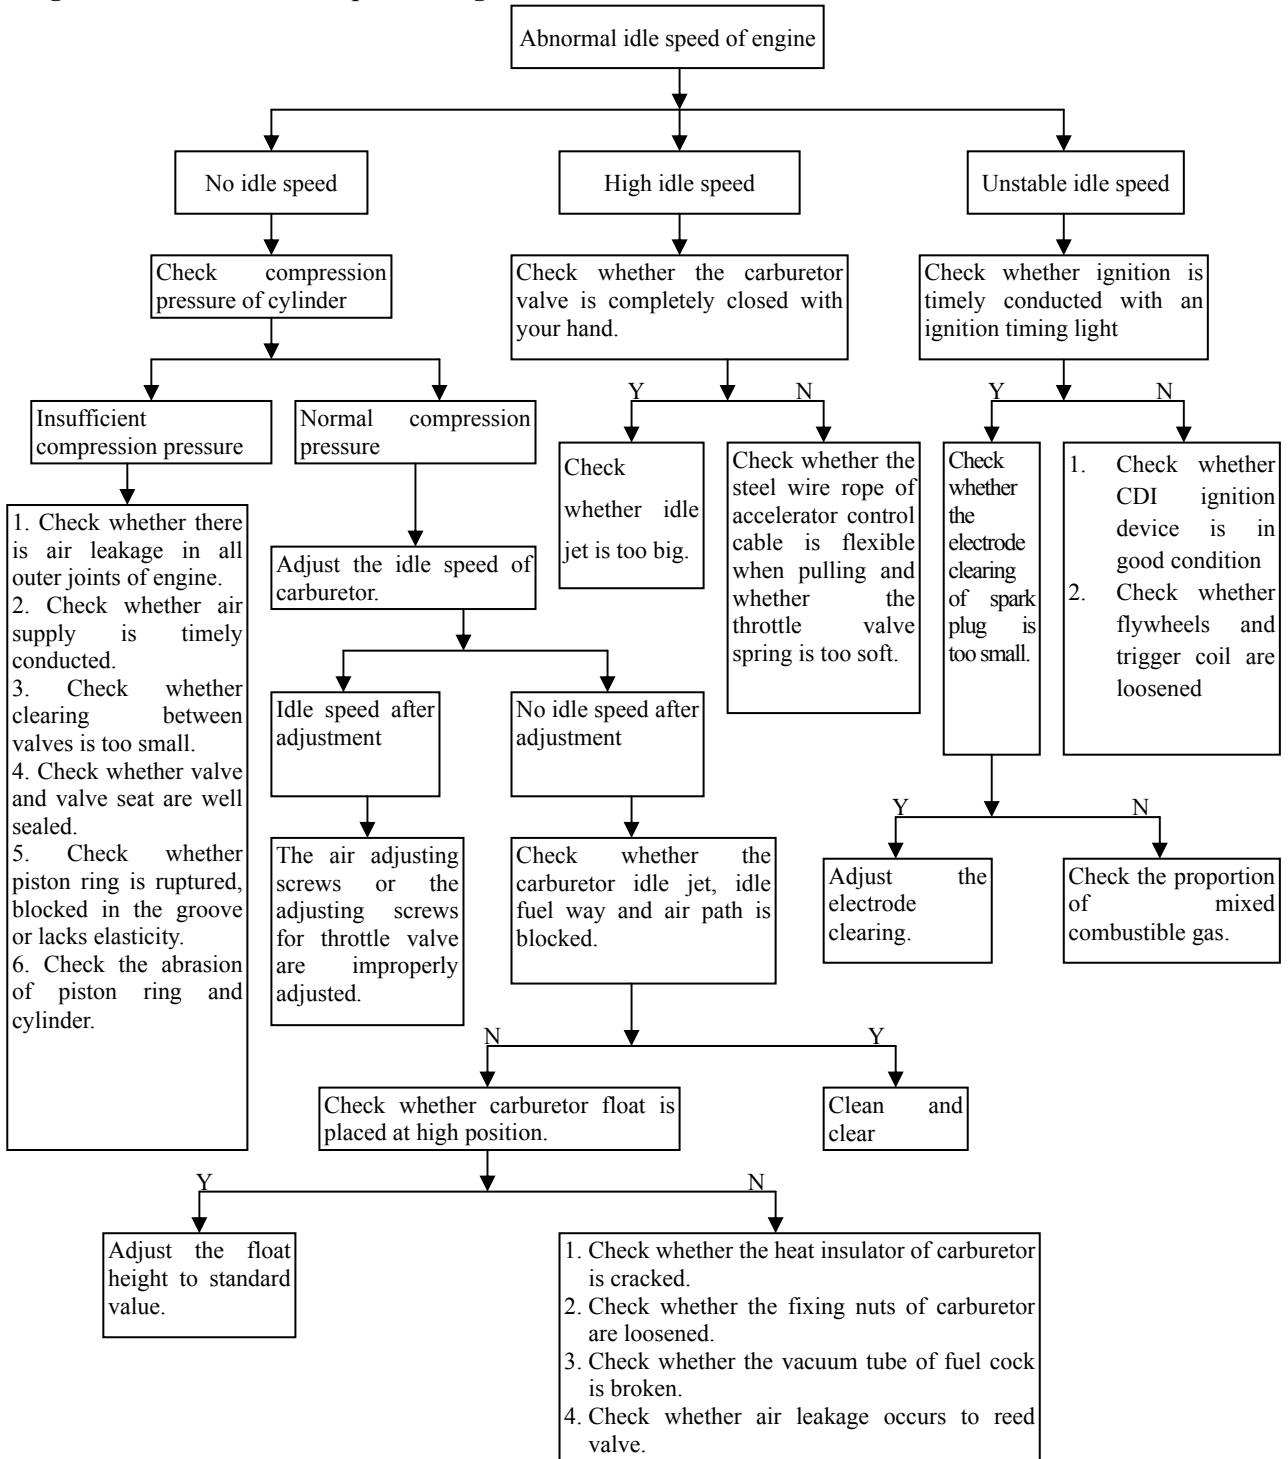 Abnormal idle speed of engine
No idle speed
High idle speed
Unstable idle speed
Check compression
pressure of cylinder
Check whether the carburetor
valve is completely closed with
your hand.
Check whether ignition is
timely conducted with an
ignition timing light
Y
N
Y
N
Insufficient
compression pressure
Normal compression
pressure
Check
whether idle
jet is too big.
Check whether the
steel wire rope of
accelerator control
cable is flexible
when pulling and
whether the
throttle valve
spring is too soft.
Check
whether
the
electrode
clearing
of spark
plug is
too small.
1. Check whether
CDI ignition
device is in
good condition
2. Check whether
flywheels and
trigger coil are
loosened
1. Check whether there
is air leakage in all
outer joints of engine.
2. Check whether air
supply is timely
conducted.
3. Check whether
clearing between
valves is too small.
4. Check whether valve
and valve seat are well
sealed.
5. Check whether
piston ring is ruptured,
blocked in the groove
or lacks elasticity.
6. Check the abrasion
of piston ring and
cylinder.
Adjust the idle speed of
carburetor.
Idle speed after
adjustment
No idle speed after
adjustment
Y
N
The air adjusting
screws or the
adjusting screws
for throttle valve
are improperly
adjusted.
Check whether the
carburetor idle jet, idle
fuel way and air path is
blocked.
Adjust the
electrode
clearing.
Check the proportion
of mixed
combustible gas.
N
Y
Check whether carburetor float is
placed at high position.
Clean and
clear
Y
N
Adjust the float
height to standard
value.
1. Check whether the heat insulator of carburetor
is cracked.
2. Check whether the fixing nuts of carburetor
are loosened.
3. Check whether the vacuum tube of fuel cock
is broken.
4. Check whether air leakage occurs to reed
valve.